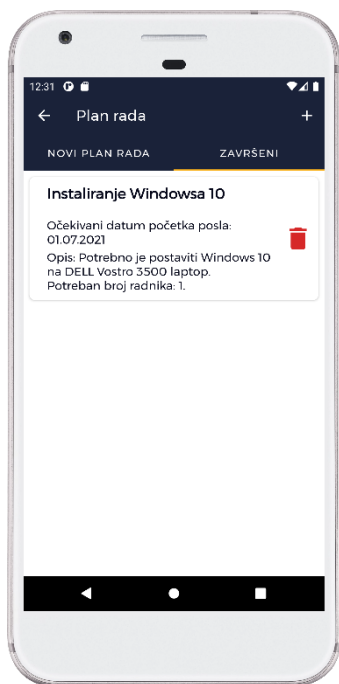 12:31
Plan rada
NOVI PLAN RADA
ZAVRŠENI
Instaliranje Windowsa 10
Očekivani datum početka posla:
01.07.2021
Opis: Potrebno je postaviti Windows 10
na DELL Vostro 3500 laptop.
Potreban broj radnika: 1.